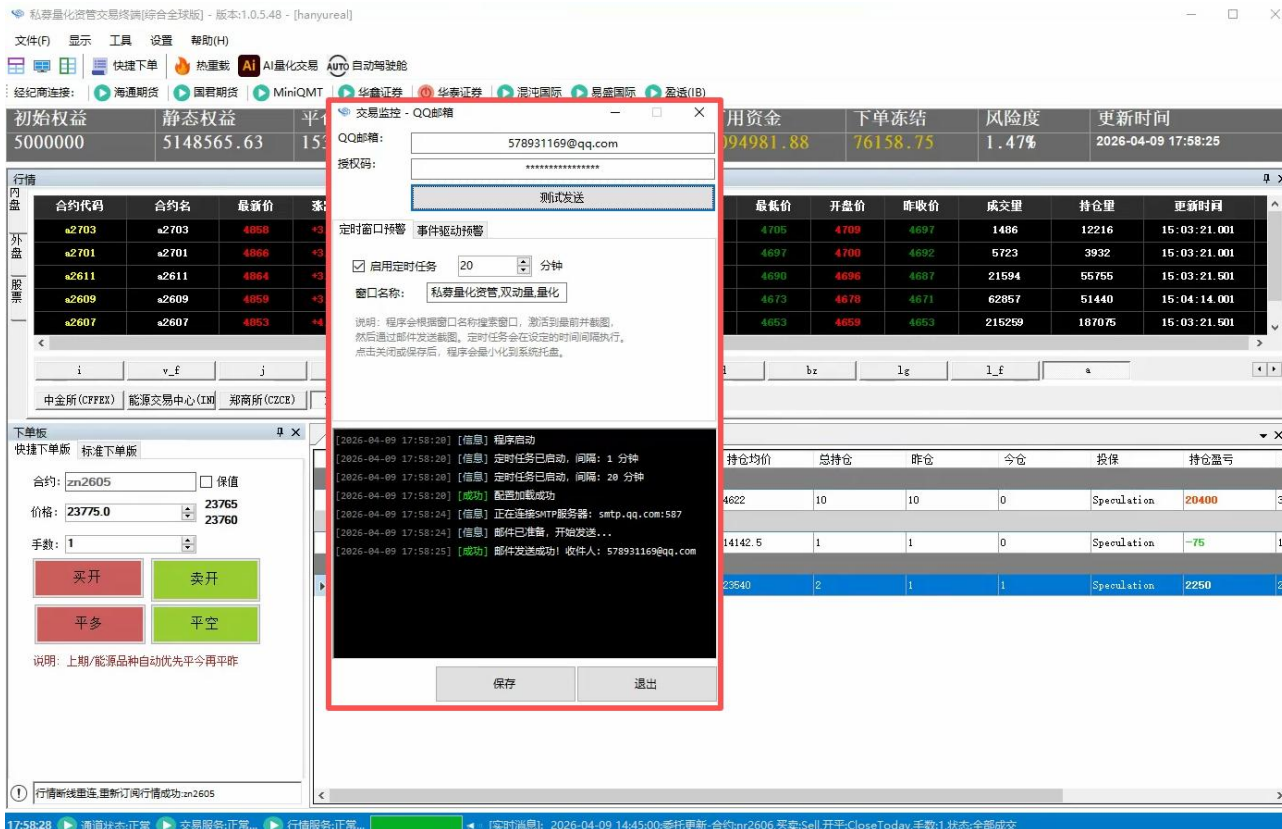 私募量化资管交易终端[综合全球版] - 版本:1.0.5.48 - [hanyureal]
文件(F) 显示 工具 设置 帮助(H)
快捷下单 热重载 Ai AI量化交易 AUTO 自动驾驶舱
经纪商连接: 海通期货 国君期货 MiniQMT 华鑫证券 华泰证券 混沌国际 易盛国际 盈透(IB)
初始权益 静态权益 下单冻结 风险度 更新时间
5000000 5148565.63 76158.75 1.47% 2026-04-09 17:58:25
行情
内盘
外盘
股票
合约代码 合约名 最新价 最低价 开盘价 昨收价 成交量 持仓里 更新时间
a2703 a2703 4858 4705 4709 4697 1486 12216 15:03:21.001
a2701 a2701 4866 4697 4700 4692 5723 3932 15:03:21.001
a2611 a2611 4864 4690 4696 4687 21594 55755 15:03:21.501
a2609 a2609 4859 4673 4678 4671 62857 51440 15:04:14.001
a2607 a2607 4853 4653 4659 4653 215259 187075 15:03:21.501
i v_f j bz lg l_f a
中金所(CFFEX) 能源交易中心(IN 郑商所(CZCE)
交易监控 - QQ邮箱
QQ邮箱: 578931169@qq.com
授权码: ****************
测试发送
定时窗口预警 事件驱动预警
启用定时任务 20 分钟
窗口名称: 私募量化资管,双动量,量化
说明: 程序会根据窗口名称搜索窗口, 激活到最前并截图,
然后通过邮件发送截图。定时任务会在设定的时间间隔执行。
点击关闭或保存后, 程序会最小化到系统托盘。
[2026-04-09 17:58:20] [信息] 程序启动
[2026-04-09 17:58:20] [信息] 定时任务已启动, 间隔: 1 分钟
[2026-04-09 17:58:20] [信息] 定时任务已启动, 间隔: 20 分钟
[2026-04-09 17:58:20] [成功] 配置加载成功
[2026-04-09 17:58:24] [信息] 正在连接SMTP服务器: smtp.qq.com:587
[2026-04-09 17:58:24] [信息] 邮件已准备, 开始发送...
[2026-04-09 17:58:25] [成功] 邮件发送成功! 收件人: 578931169@qq.com
保存 退出
下单板
快捷下单版 标准下单版
合约: zn2605 保值
价格: 23775.0 23765
23760
手数: 1
买开 卖开
平多 平空
说明: 上期/能源品种自动优先平今再平昨
行情断线重连,重新订阅行情成功:zn2605
持仓均价 总持仓 昨仓 今仓 投保 持仓盈亏
4622 10 10 0 Speculation 20400
14142.5 1 1 0 Speculation -75
23540 2 1 1 Speculation 2250
17:58:28 通道状态:正常 交易服务:正常... 行情服务:正常... [实时消息]: 2026-04-09 14:45:00:委托更新-合约:nr2606 买卖:Sell 开平:CloseToday 手数:1 状态:全部成交